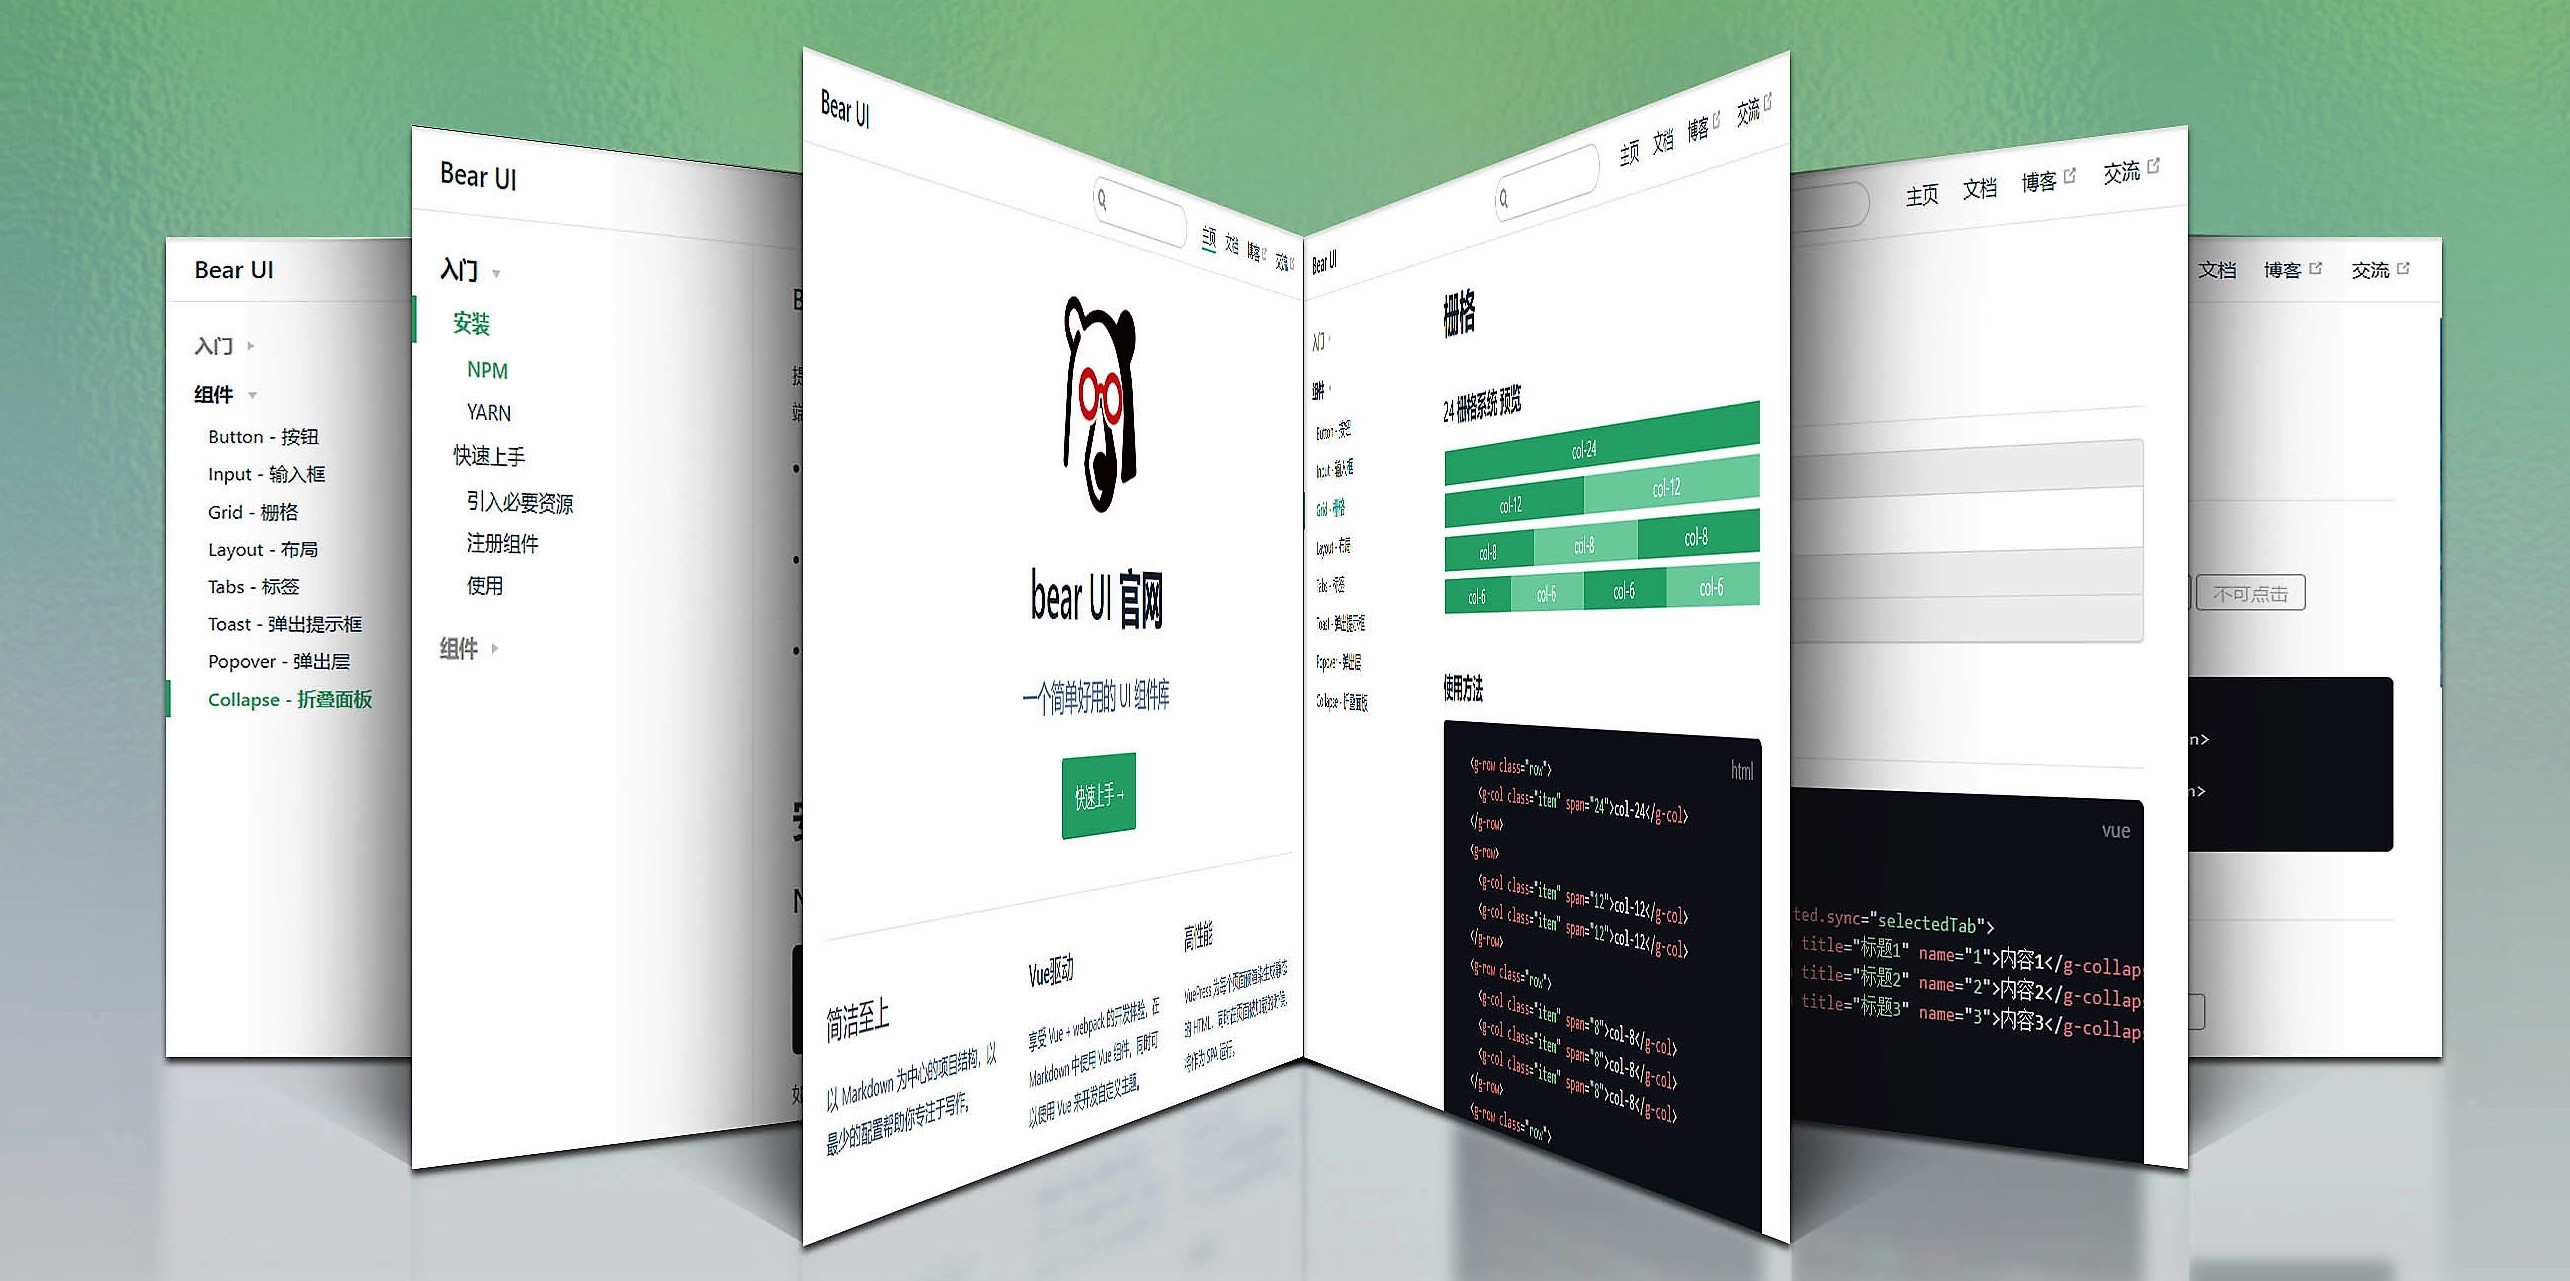 Bear UI
入门
组件
Button - 按钮
Input - 输入框
Grid - 栅格
Layout - 布局
Tabs - 标签
Toast - 弹出提示框
Popover - 弹出层
Collapse - 折叠面板
Bear UI
入门
安装
NPM
YARN
快速上手
引入必要资源
注册组件
使用
组件
Bear UI
主页 文档 博客 交流
bear UI 官网
一个简单好用的 UI 组件库
快速上手 →
简洁至上
以 Markdown 为中心的项目结构，以
最少的配置帮助你专注于写作。
Vue驱动
享受 Vue + webpack 的开发体验，在
Markdown 中使用 Vue 组件，同时可
以使用 Vue 来开发自定义主题。
高性能
VuePress 为每个页面预渲染生成静态
的 HTML，同时在页面被加载的时候，
将作为 SPA 运行。
Bear UI
主页 文档 博客 交流
入门
组件
Button - 按钮
Input - 输入框
Grid - 栅格
Layout - 布局
Tabs - 标签
Toast - 弹出提示框
Popover - 弹出层
Collapse - 折叠面板
栅格
24 栅格系统 预览
col-24
col-12 col-12
col-8 col-8 col-8
col-6 col-6 col-6 col-6
使用方法
html
<g-row class="row">
<g-col class="item" span="24">col-24</g-col>
</g-row>
<g-row>
<g-col class="item" span="12">col-12</g-col>
<g-col class="item" span="12">col-12</g-col>
</g-row>
<g-row class="row">
<g-col class="item" span="8">col-8</g-col>
<g-col class="item" span="8">col-8</g-col>
<g-col class="item" span="8">col-8</g-col>
</g-row>
<g-row class="row">
主页 文档 博客 交流
vue
ted.sync="selectedTab">
title="标题1" name="1">内容1</g-collap
title="标题2" name="2">内容2</g-collap
title="标题3" name="3">内容3</g-collap
文档 博客 交流
不可点击
n>
n>